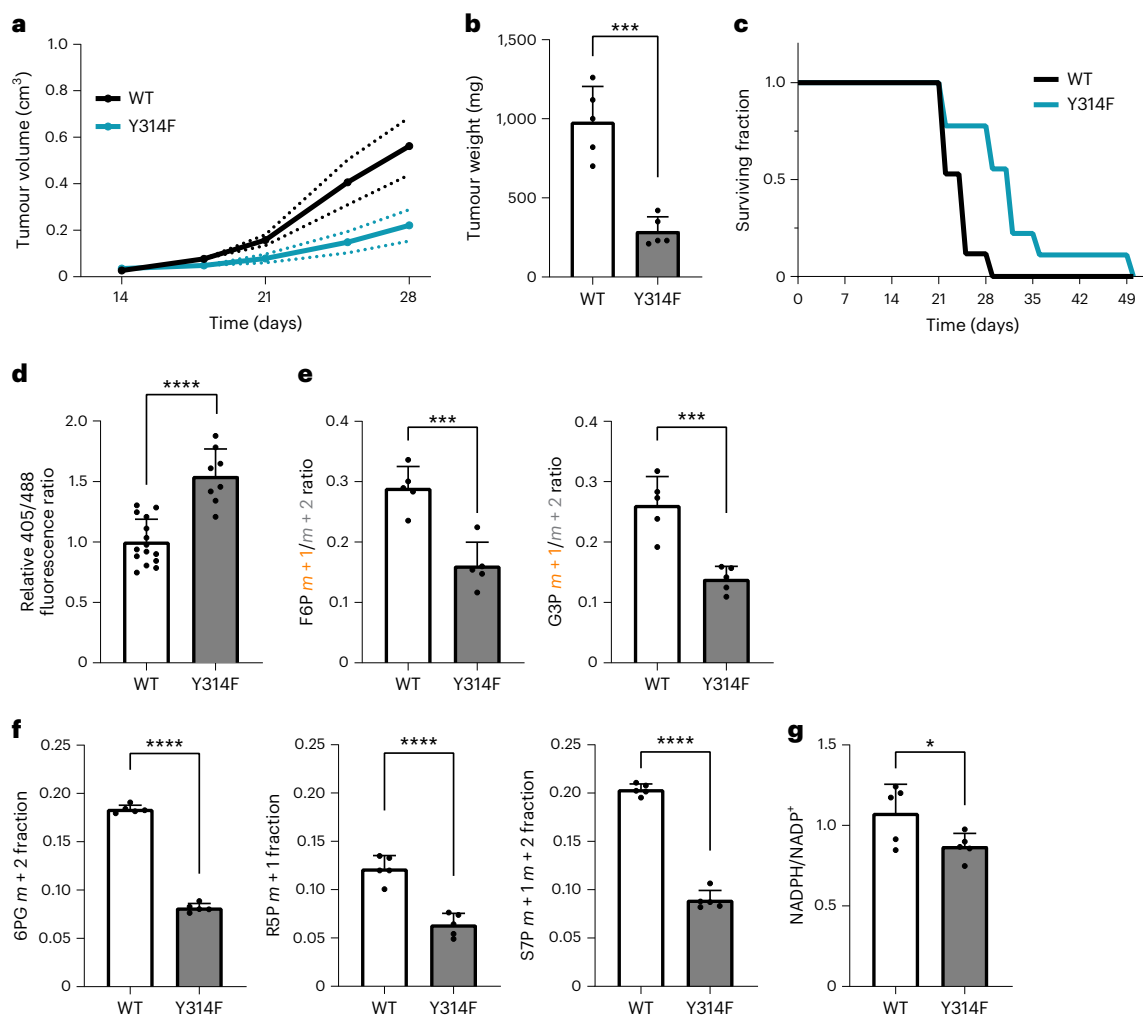 a
1.0
0.8
0.6
0.4
0.2
0
Tumour volume (cm³)
WT
Y314F
14
21
28
Time (days)
b
***
1,500
1,000
500
0
Tumour weight (mg)
WT
Y314F
c
1.0
0.5
0
Surviving fraction
WT
Y314F
0
7
14
21
28
35
42
49
Time (days)
d
****
2.0
1.5
1.0
0.5
0
Relative 405/488
fluorescence ratio
WT
Y314F
e
***
0.4
0.3
0.2
0.1
0
F6P m + 1/m + 2 ratio
WT
Y314F
***
0.4
0.3
0.2
0.1
0
G3P m + 1/m + 2 ratio
WT
Y314F
f
****
0.25
0.20
0.15
0.10
0.05
0
6PG m + 2 fraction
WT
Y314F
****
0.25
0.20
0.15
0.10
0.05
0
R5P m + 1 fraction
WT
Y314F
****
0.25
0.20
0.15
0.10
0.05
0
S7P m + 1 m + 2 fraction
WT
Y314F
g
*
1.5
1.0
0.5
0
NADPH/NADP⁺
WT
Y314F